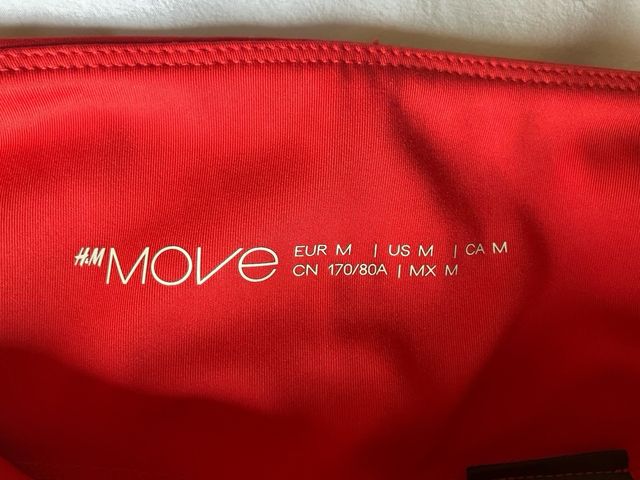 H&M MOVE
EUR M | US M | CA M
CN 170/80A | MX M